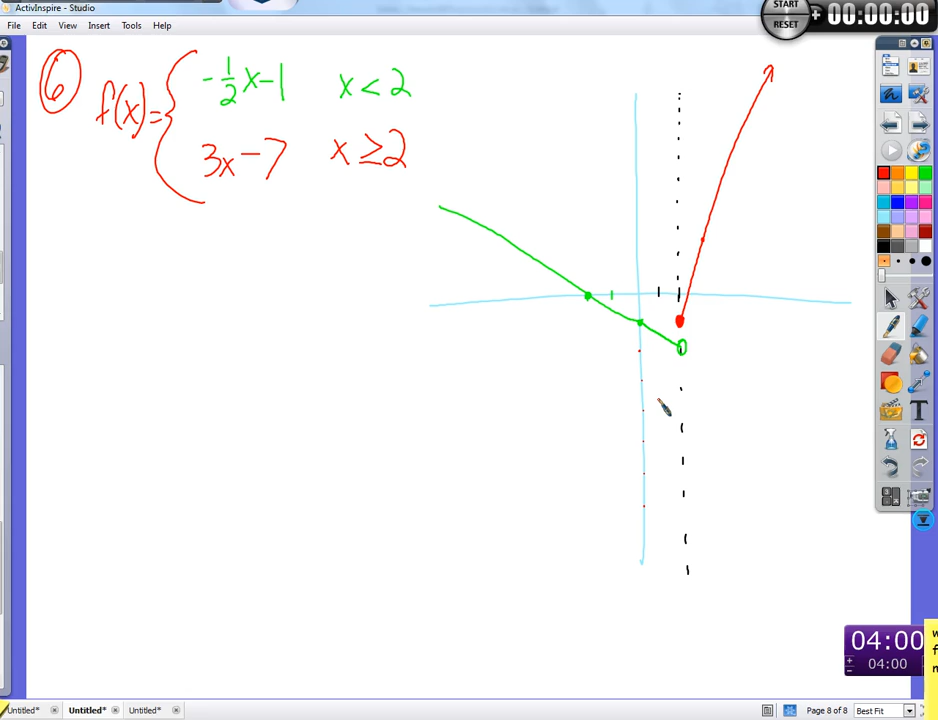 ActivInspire - Studio
File Edit View Insert Tools Help
START
RESET
00:00:00
6 f(x)= { -1/2x-1 x<2
3x-7 x≥2
04:00
04:00
Untitled* Untitled* Untitled*
Page 8 of 8 Best Fit